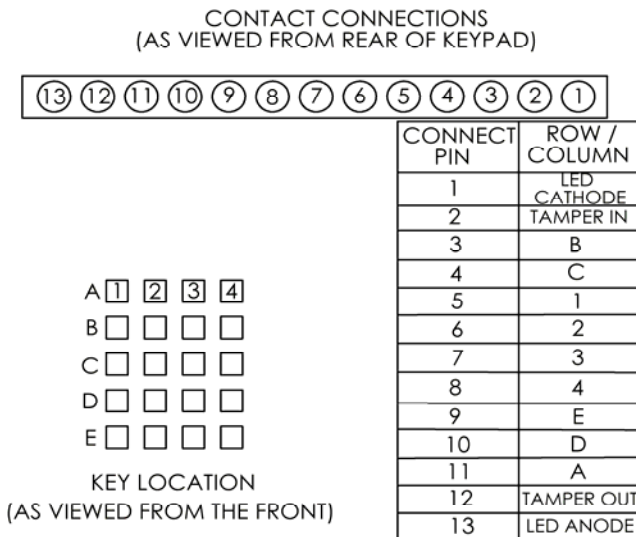 CONTACT CONNECTIONS
(AS VIEWED FROM REAR OF KEYPAD)
13 12 11 10 9 8 7 6 5 4 3 2 1
CONNECT PIN ROW / COLUMN
1 LED CATHODE
2 TAMPER IN
3 B
4 C
5 1
6 2
7 3
8 4
9 E
10 D
11 A
12 TAMPER OUT
13 LED ANODE
A 1 2 3 4
B
C
D
E
KEY LOCATION
(AS VIEWED FROM THE FRONT)